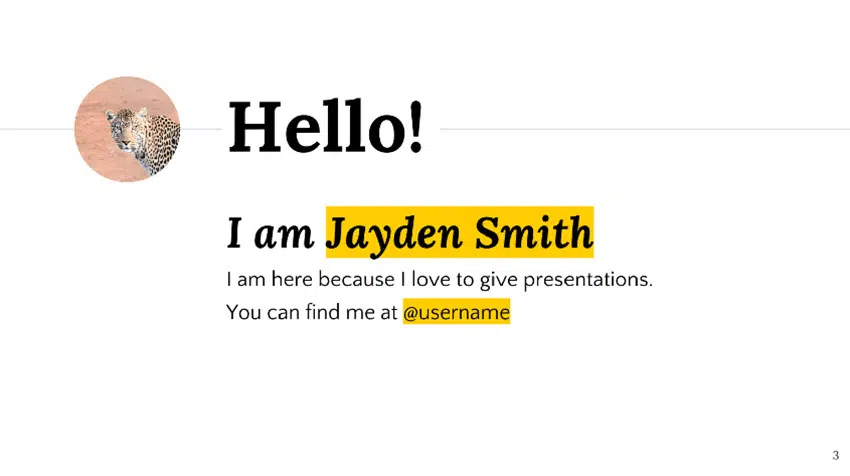 Hello!
I am Jayden Smith
I am here because I love to give presentations.
You can find me at @username
3